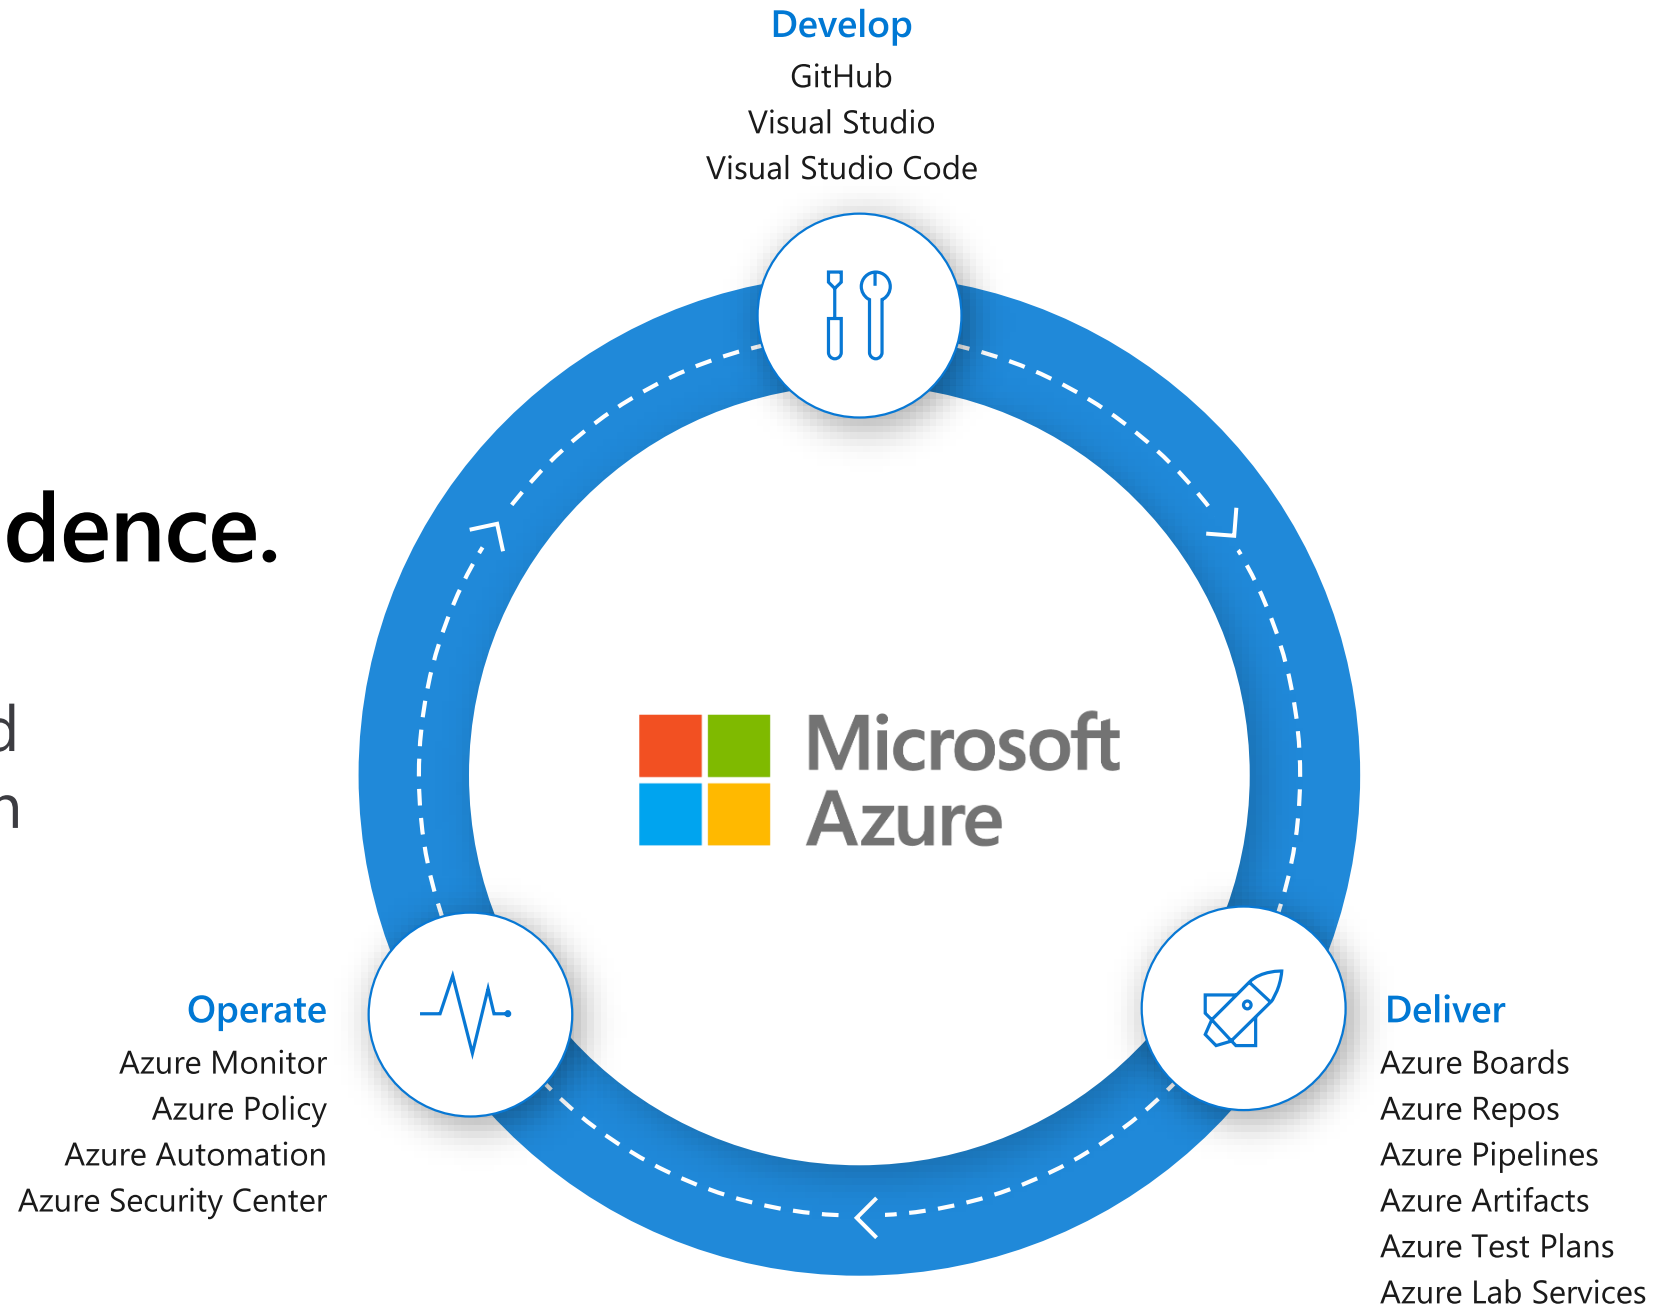 Develop
GitHub
Visual Studio
Visual Studio Code
dence.
d
n
Microsoft
Azure
Operate
Azure Monitor
Azure Policy
Azure Automation
Azure Security Center
Deliver
Azure Boards
Azure Repos
Azure Pipelines
Azure Artifacts
Azure Test Plans
Azure Lab Services